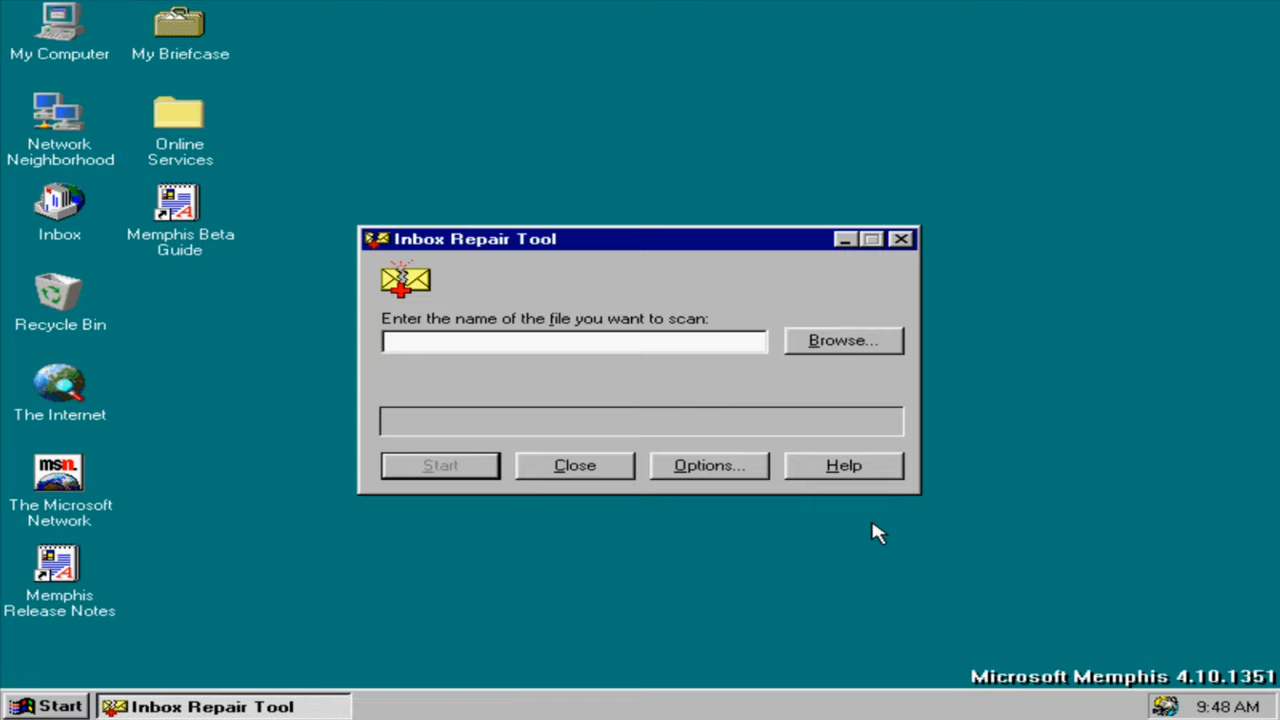 My Computer
My Briefcase
Network
Neighborhood
Online
Services
Inbox
Memphis Beta
Guide
Recycle Bin
The Internet
msn.
The Microsoft
Network
Memphis
Release Notes
Inbox Repair Tool
Enter the name of the file you want to scan:
Browse...
Start
Close
Options...
Help
Microsoft Memphis 4.10.1351
Start
Inbox Repair Tool
9:48 AM